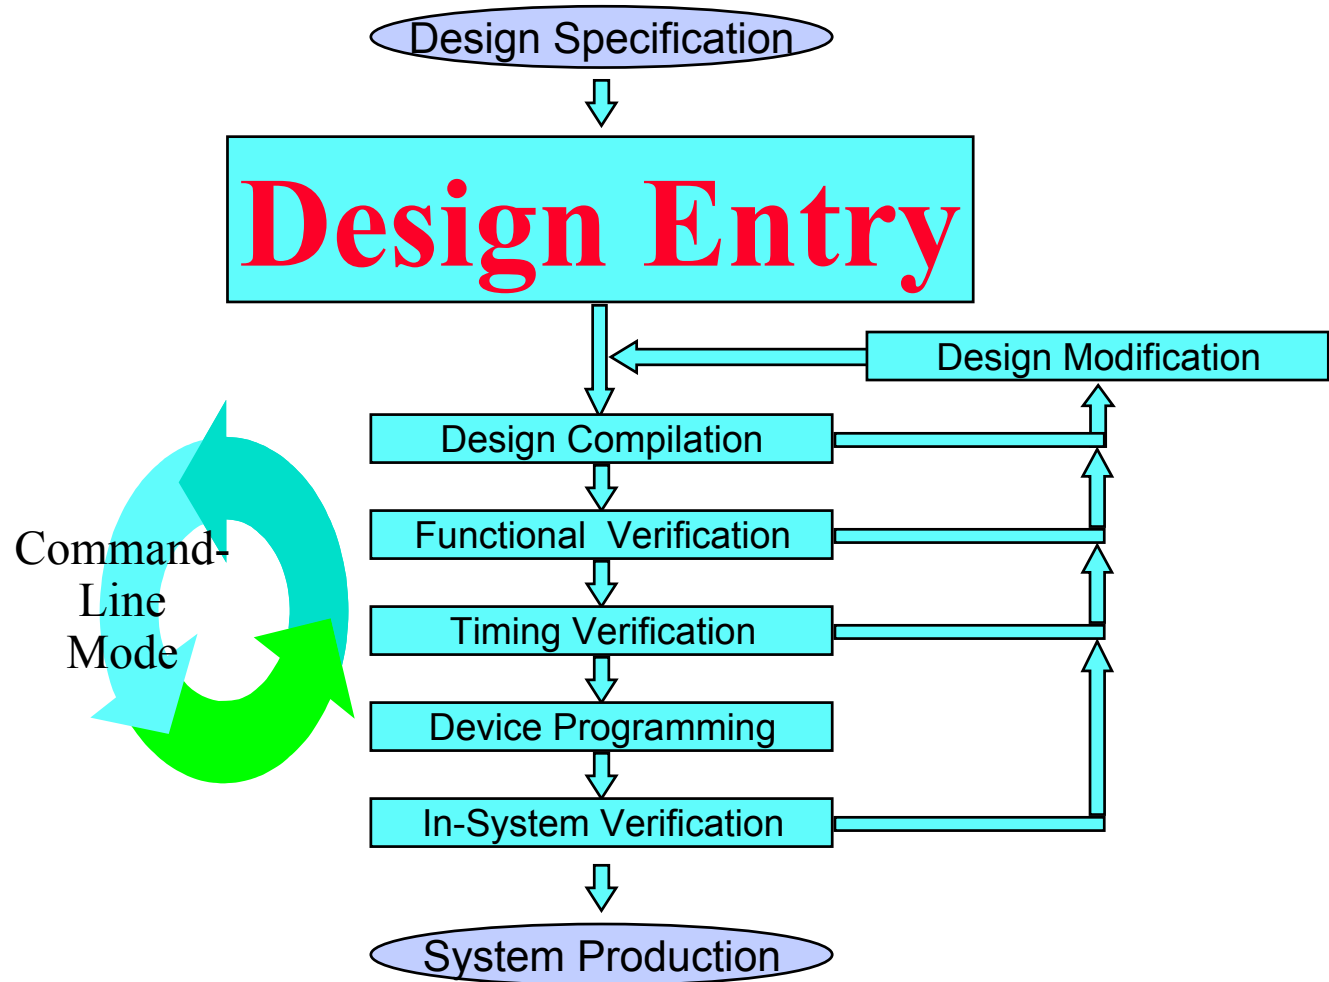 Design Specification
Design Entry
Design Modification
Design Compilation
Functional Verification
Command-
Line
Mode
Timing Verification
Device Programming
In-System Verification
System Production